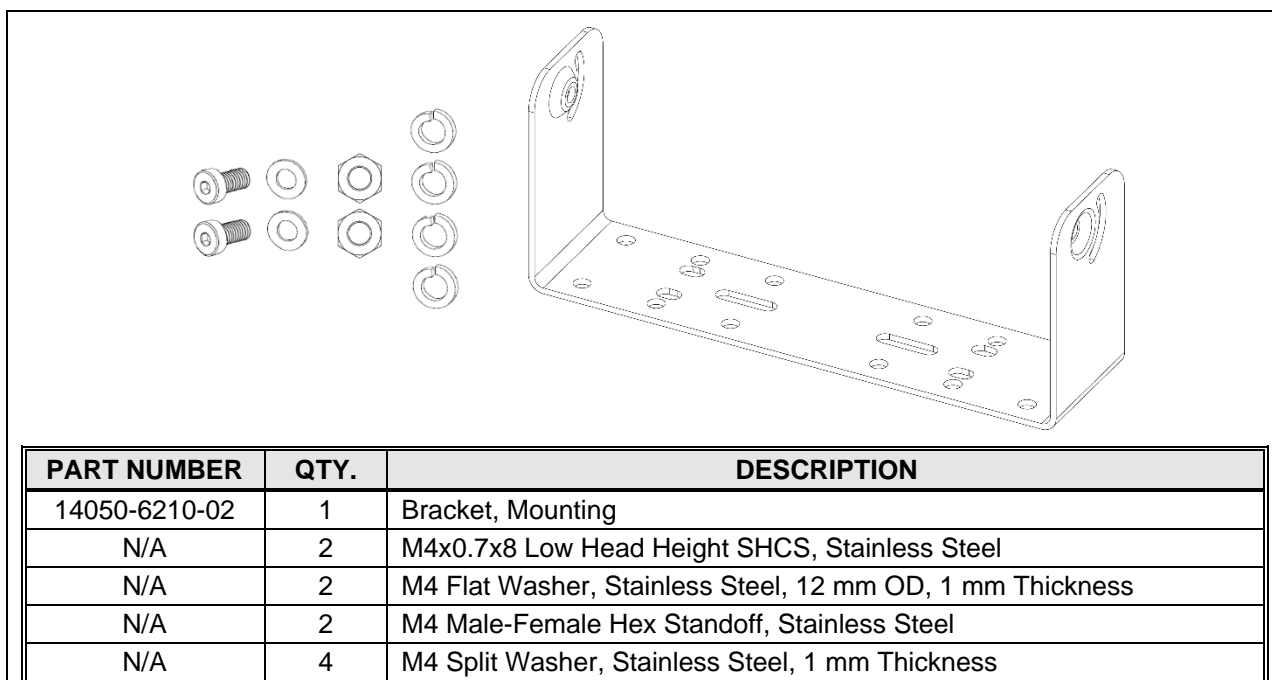 PART NUMBER QTY. DESCRIPTION
14050-6210-02 1 Bracket, Mounting
N/A 2 M4x0.7x8 Low Head Height SHCS, Stainless Steel
N/A 2 M4 Flat Washer, Stainless Steel, 12 mm OD, 1 mm Thickness
N/A 2 M4 Male-Female Hex Standoff, Stainless Steel
N/A 4 M4 Split Washer, Stainless Steel, 1 mm Thickness